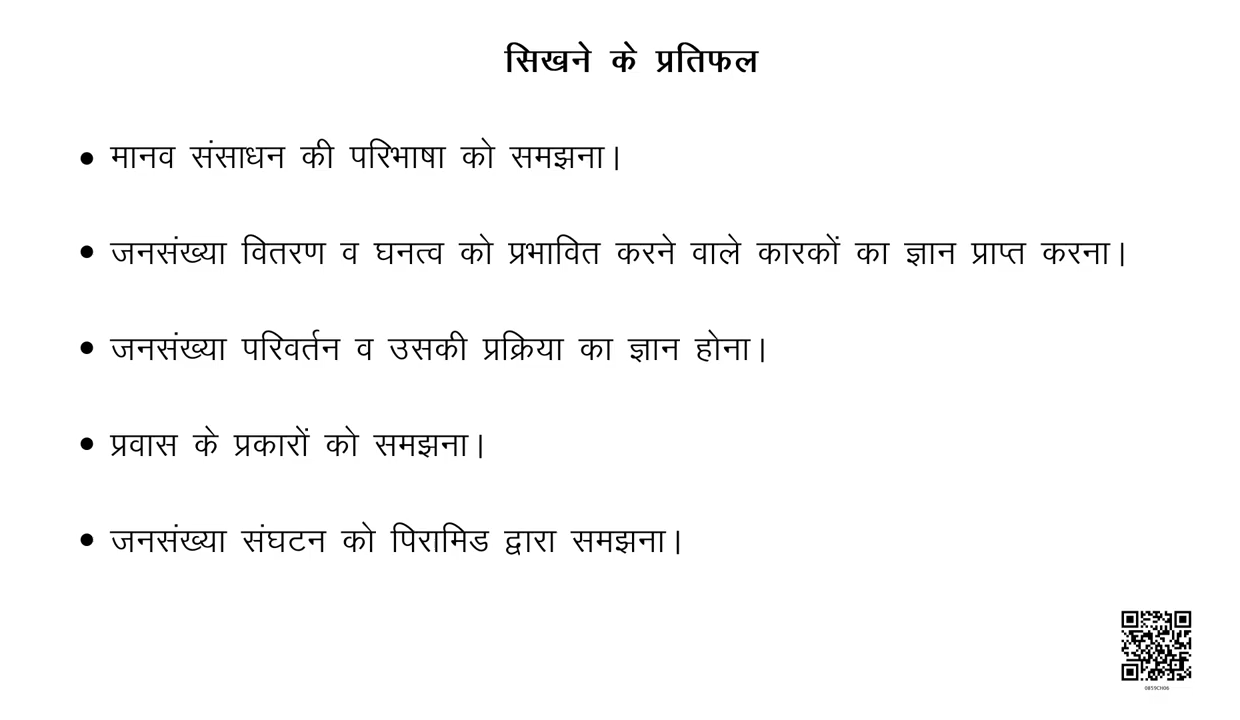 सिखने के प्रतिफल
• मानव संसाधन की परिभाषा को समझना।
• जनसंख्या वितरण व घनत्व को प्रभावित करने वाले कारकों का ज्ञान प्राप्त करना।
• जनसंख्या परिवर्तन व उसकी प्रक्रिया का ज्ञान होना।
• प्रवास के प्रकारों को समझना।
• जनसंख्या संघटन को पिरामिड द्वारा समझना।
0859CH06